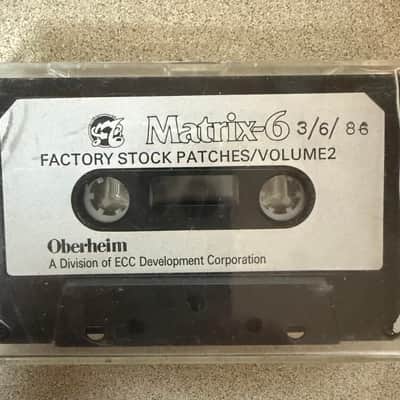 Matrix-6 3/6/86
FACTORY STOCK PATCHES/VOLUME2
Oberheim
A Division of ECC Development Corporation